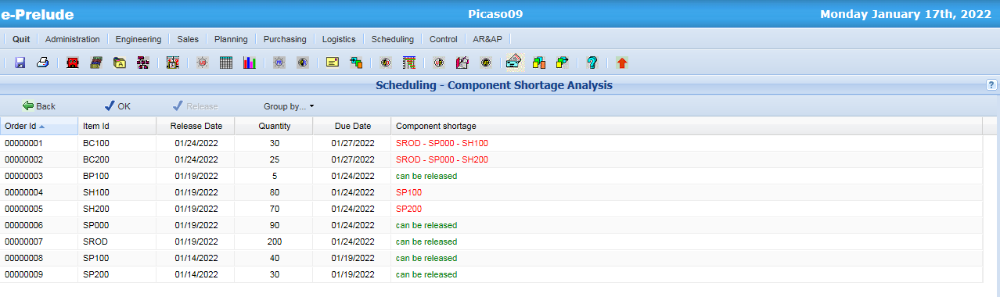 e-Prelude Picaso09 Monday January 17th, 2022
Quit Administration Engineering Sales Planning Purchasing Logistics Scheduling Control AR&AP
Scheduling - Component Shortage Analysis ?
Back OK Release Group by...
Order Id Item Id Release Date Quantity Due Date Component shortage
00000001 BC100 01/24/2022 30 01/27/2022 SROD - SP000 - SH100
00000002 BC200 01/24/2022 25 01/27/2022 SROD - SP000 - SH200
00000003 BP100 01/19/2022 5 01/24/2022 can be released
00000004 SH100 01/19/2022 80 01/24/2022 SP100
00000005 SH200 01/19/2022 70 01/24/2022 SP200
00000006 SP000 01/19/2022 90 01/24/2022 can be released
00000007 SROD 01/19/2022 200 01/24/2022 can be released
00000008 SP100 01/14/2022 40 01/19/2022 can be released
00000009 SP200 01/14/2022 30 01/19/2022 can be released